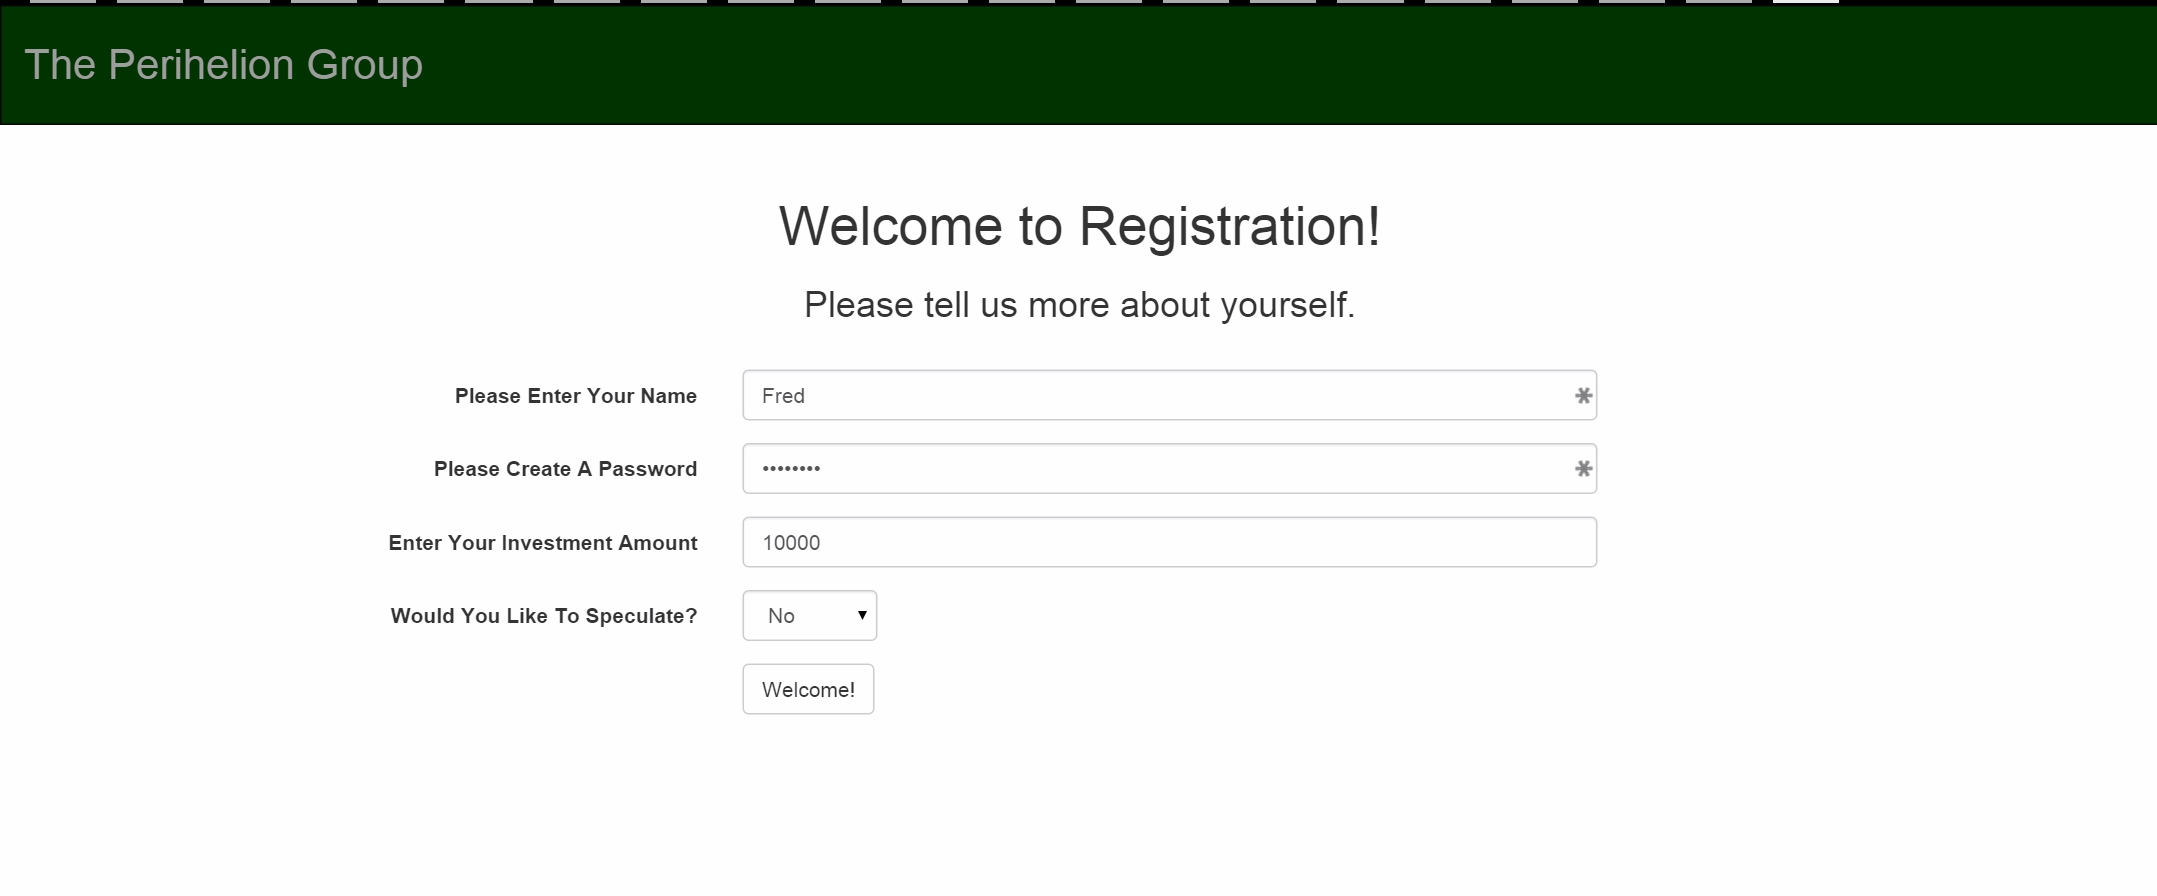 The Perihelion Group
Welcome to Registration!
Please tell us more about yourself.
Please Enter Your Name Fred
Please Create A Password ••••••••
Enter Your Investment Amount 10000
Would You Like To Speculate? No
Welcome!